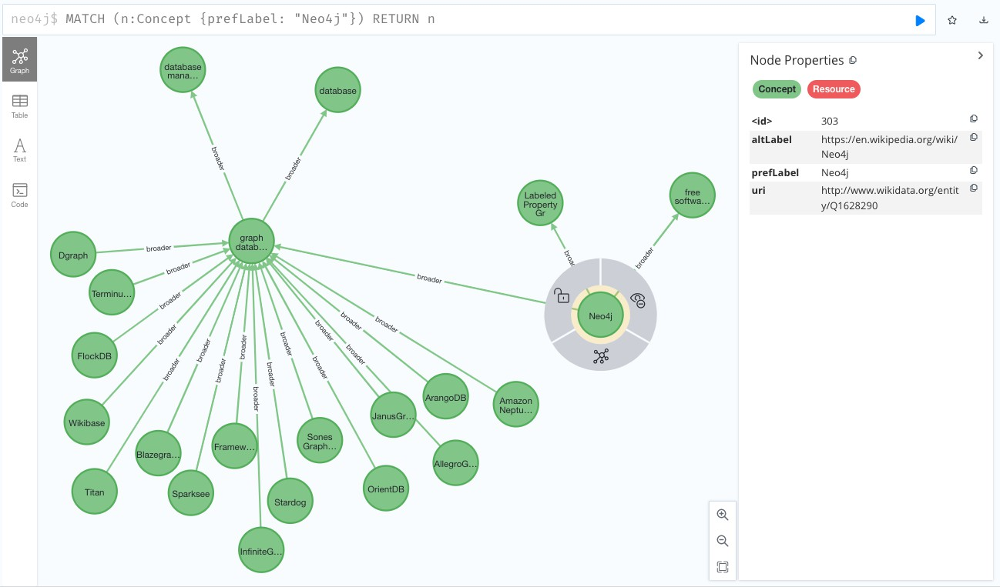 neo4j$ MATCH (n:Concept {prefLabel: "Neo4j"}) RETURN n
Graph
Table
Text
Code
database
mana…
database
broader
broader
graph
datab…
Dgraph
broader
Terminu…
broader
FlockDB
broader
Wikibase
broader
Titan
broader
Blazegra…
broader
Sparksee
broader
Framew…
broader
InfiniteG…
broader
Stardog
broader
Sones
Graph…
broader
OrientDB
broader
JanusGr…
broader
AllegroG…
broader
ArangoDB
broader
Amazon
Neptu…
broader
broader
Labeled
Property
Gr
free
softwa…
broader
Neo4j
Node Properties
Concept
Resource
<id>
303
altLabel
https://en.wikipedia.org/wiki/
Neo4j
prefLabel
Neo4j
uri
http://www.wikidata.org/entit
y/Q1628290